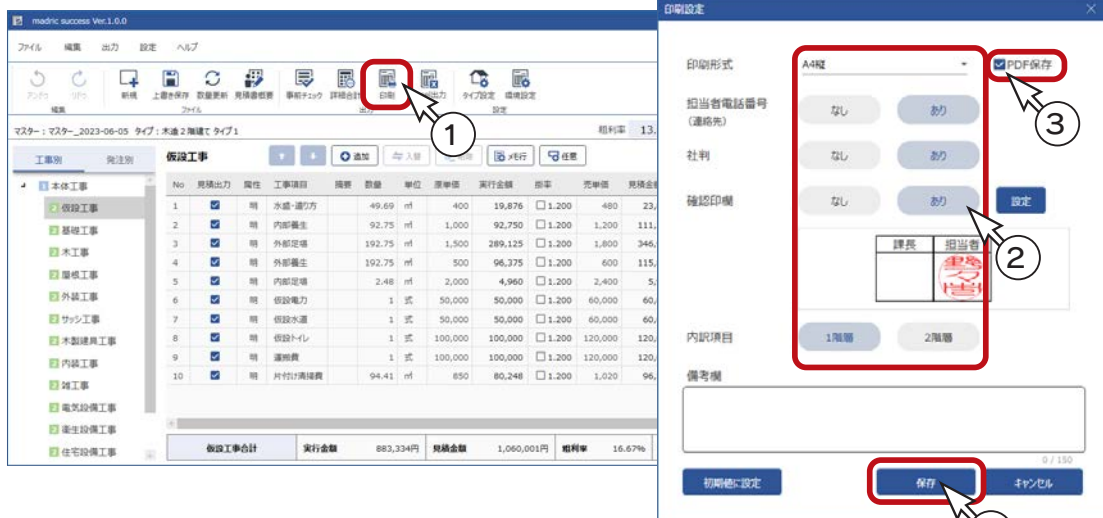 madric success Ver.1.0.0
ファイル 編集 出力 設定 ヘルプ
新規 上書き保存 数量更新 見積書概要 事前チェック 詳細合計 印刷 タイプ設定 環境設定
編集 ファイル 出力 設定
マスター：マスター_2023-06-05 タイプ：木造2階建て タイプ1 粗利率 13.
工事別 発注別
仮設工事 追加 入替 メモ行 任意
本体工事
仮設工事
基礎工事
木工事
屋根工事
外装工事
サッシ工事
木製建具工事
内装工事
雑工事
電気設備工事
衛生設備工事
住宅設備工事
No 見積出力 属性 工事項目 摘要 数量 単位 原単価 実行金額 掛率 売単価 見積金額
1 明 水盛・遣り方 49.69 ㎡ 400 19,876 1.200 480 23,
2 明 内部養生 92.75 ㎡ 1,000 92,750 1.200 1,200 111,
3 明 外部足場 192.75 ㎡ 1,500 289,125 1.200 1,800 346,
4 明 外部養生 192.75 ㎡ 500 96,375 1.200 600 115,
5 明 内部足場 2.48 ㎡ 2,000 4,960 1.200 2,400 5,
6 明 仮設電力 1 式 50,000 50,000 1.200 60,000 60,
7 明 仮設水道 1 式 50,000 50,000 1.200 60,000 60,
8 明 仮設トイレ 1 式 100,000 100,000 1.200 120,000 120,
9 明 運搬費 1 式 100,000 100,000 1.200 120,000 120,
10 明 片付け清掃費 94.41 ㎡ 850 80,248 1.200 1,020 96,
仮設工事合計 実行金額 883,334円 見積金額 1,060,001円 粗利率 16.67%
1
印刷設定
印刷形式 A4縦 PDF保存
3
担当者電話番号 なし あり
（連絡先）
社判 なし あり
確認印欄 なし あり 設定
2
課長 担当者
内訳項目 1階層 2階層
備考欄
0 / 150
初期値に設定 保存 キャンセル